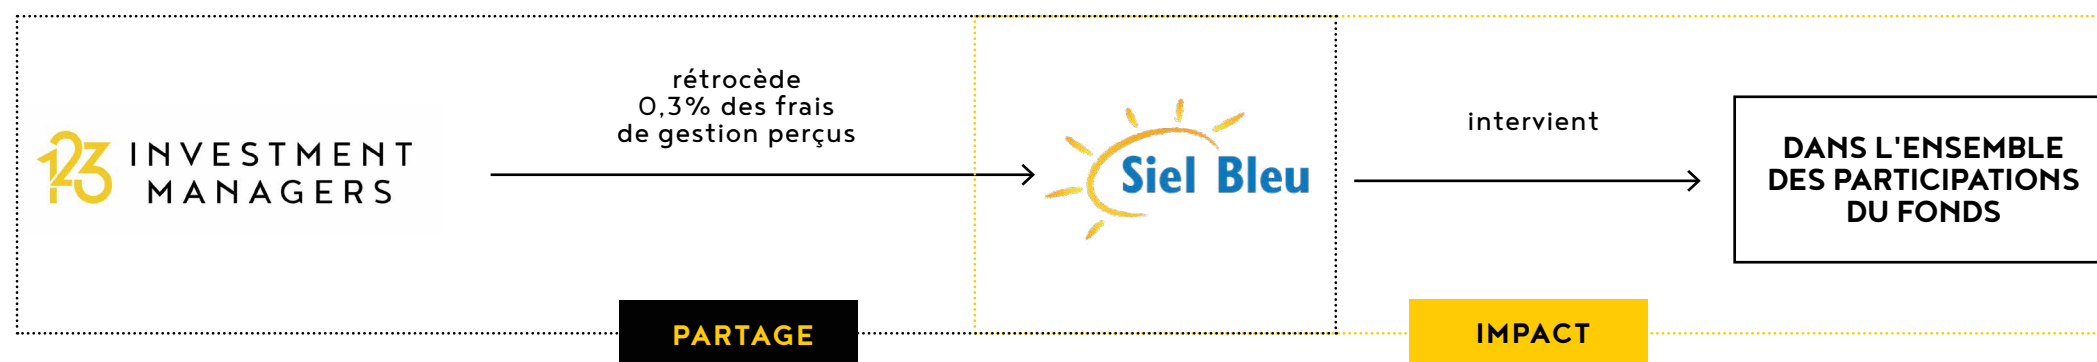 123 INVESTMENT
MANAGERS
rétrocède
0,3% des frais
de gestion perçus
Siel Bleu
intervient
DANS L'ENSEMBLE
DES PARTICIPATIONS
DU FONDS
PARTAGE
IMPACT